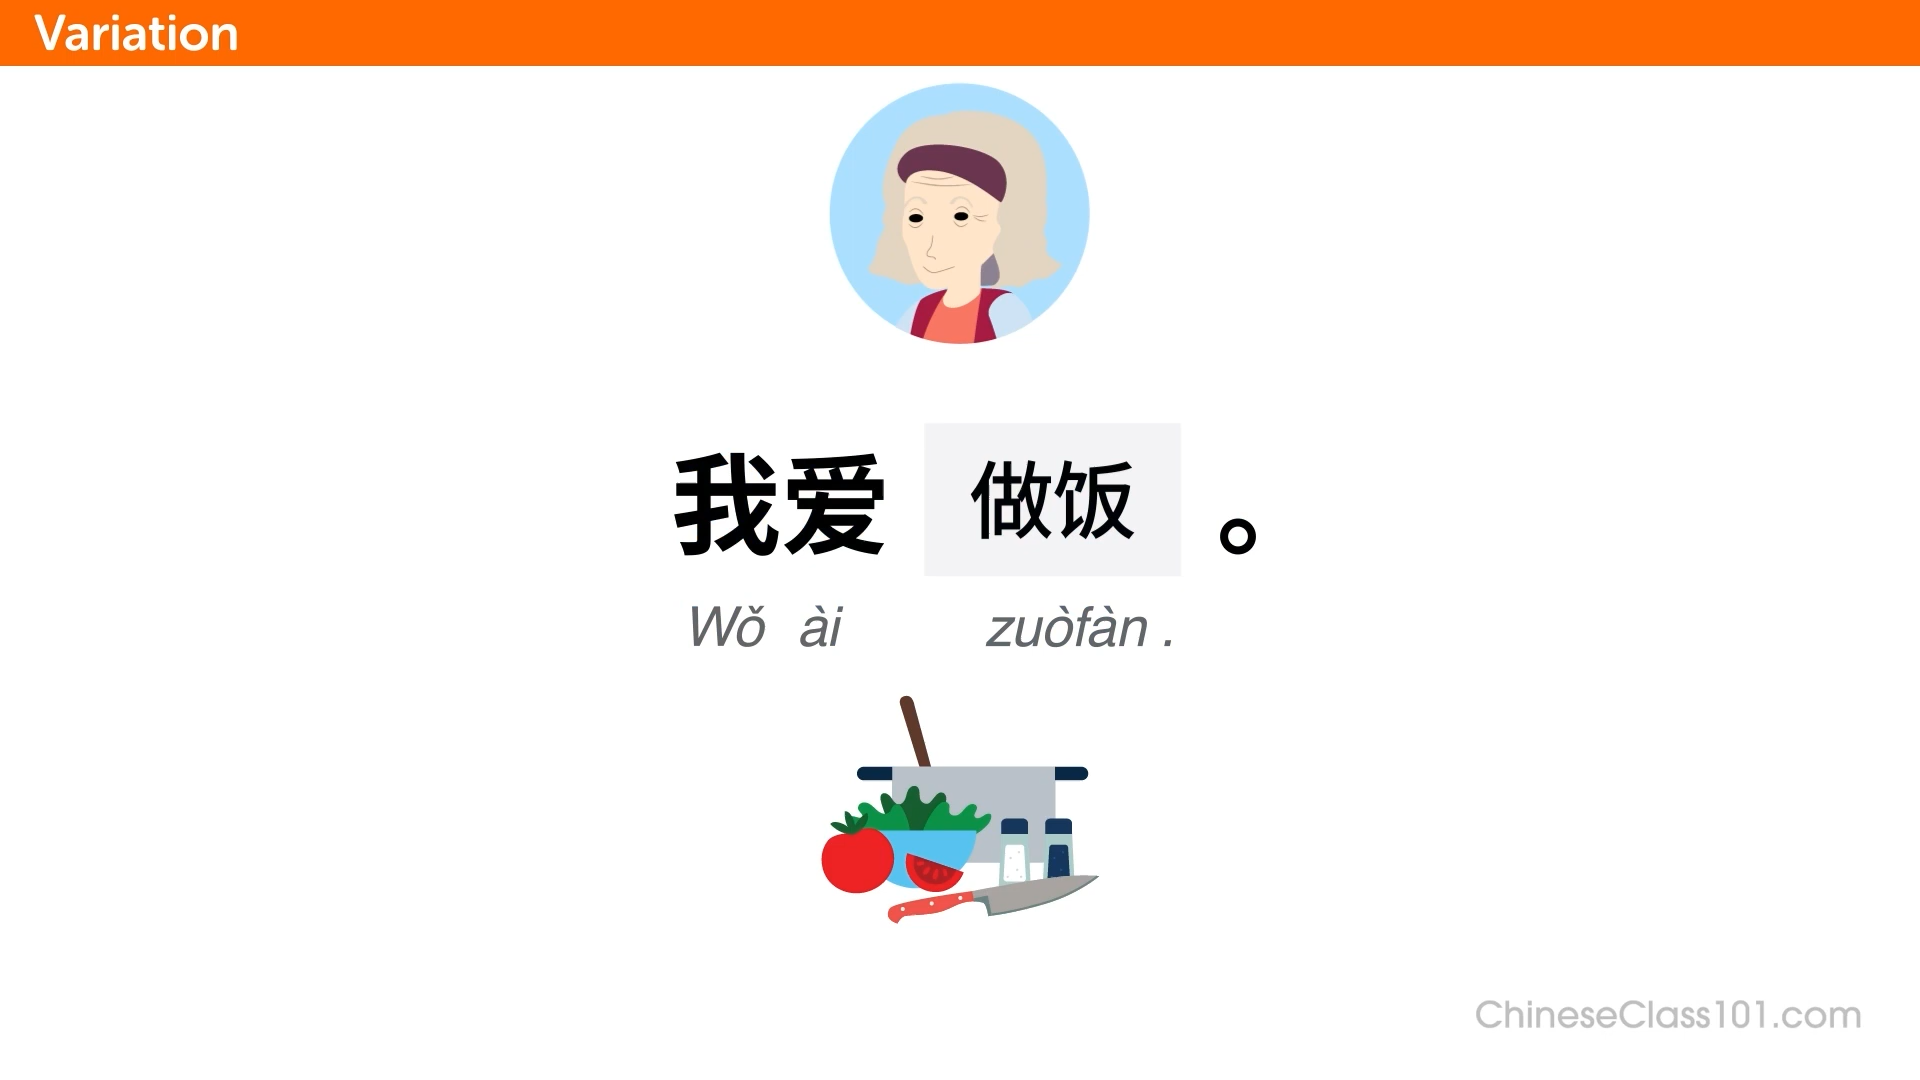 Variation
我爱 做饭 。
Wǒ ài zuòfàn .
ChineseClass101.com